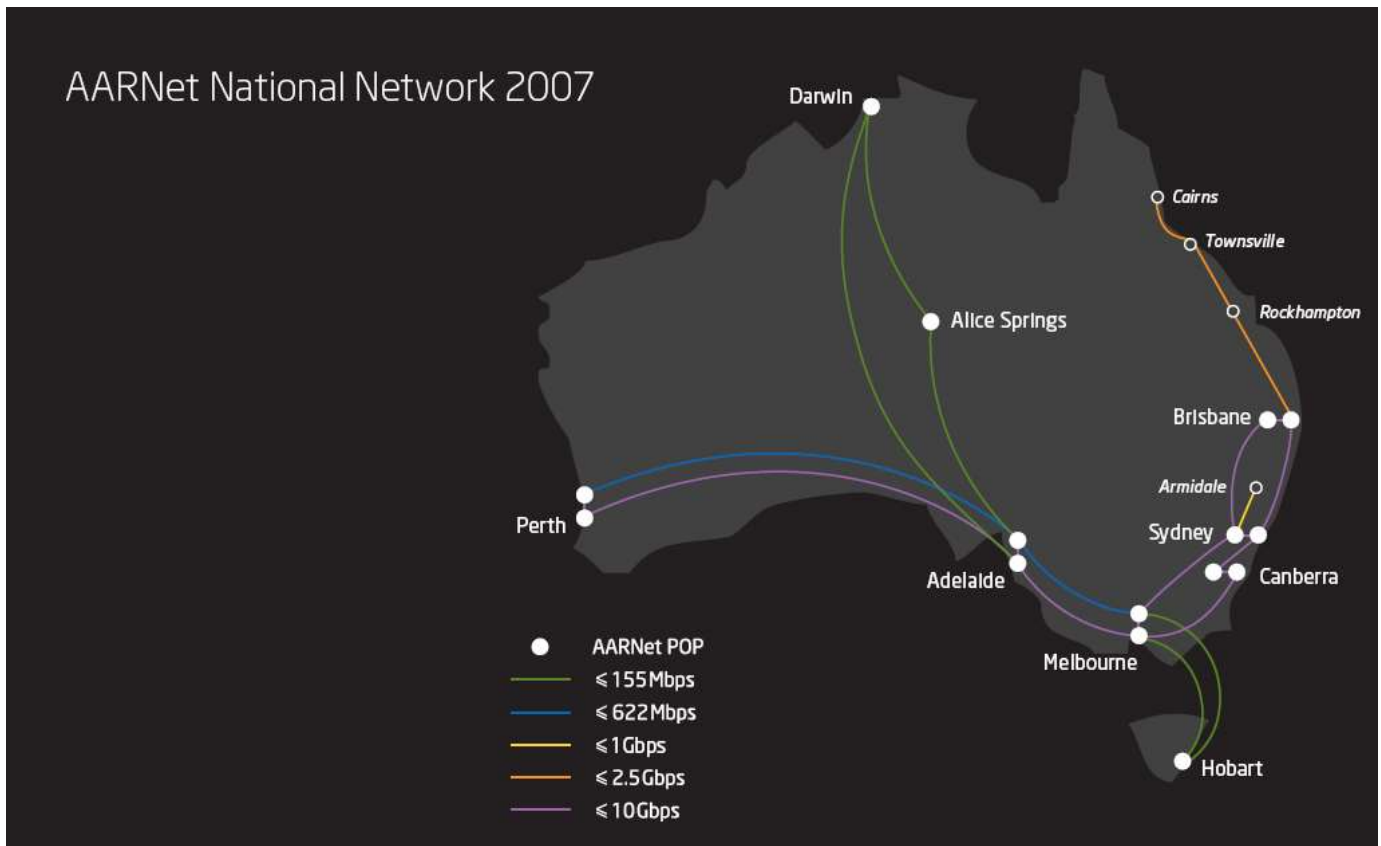 AARNet National Network 2007
Darwin
Cairns
Townsville
Alice Springs
Rockhampton
Brisbane
Armidale
Perth
Sydney
Adelaide
Canberra
Melbourne
AARNet POP
⩽155Mbps
⩽622Mbps
⩽1Gbps
⩽2.5Gbps
⩽10Gbps
Hobart